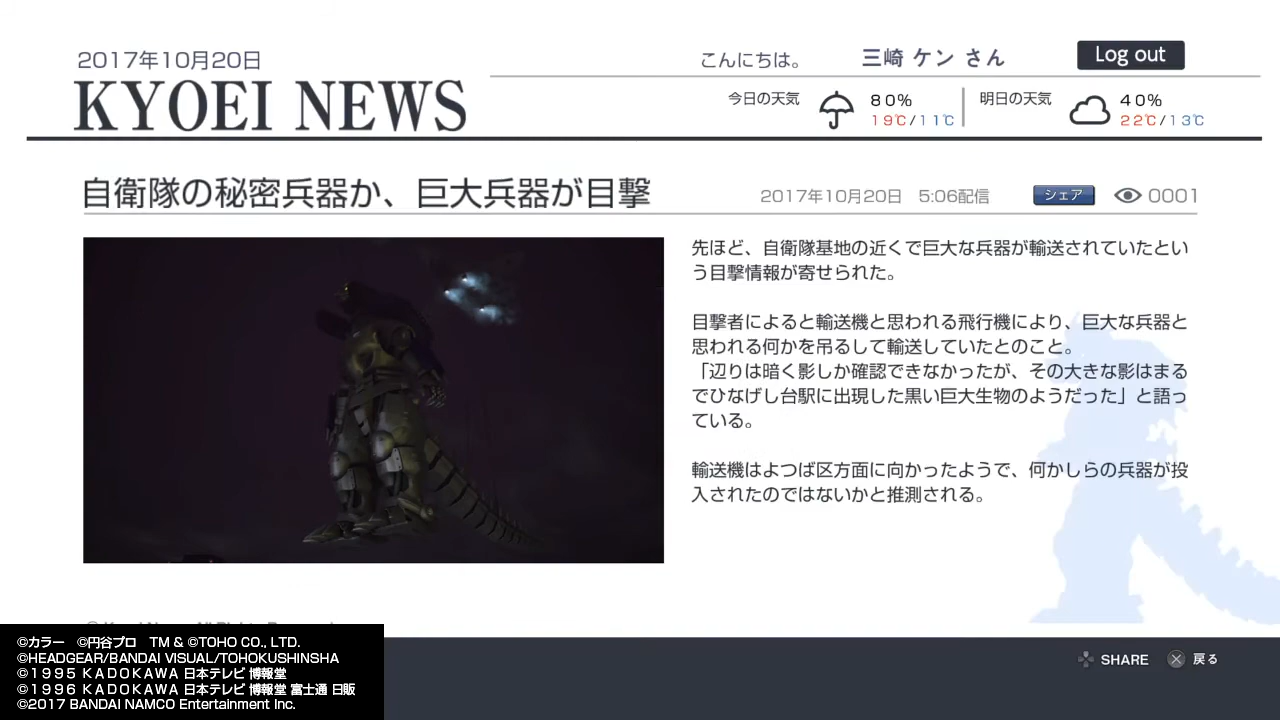 2017年10月20日
こんにちは。
三崎 ケン さん
Log out
KYOEI NEWS
今日の天気
80%
19℃/11℃
明日の天気
40%
22℃/13℃
自衛隊の秘密兵器か、巨大兵器が目撃
2017年10月20日 5:06配信
シェア
0001
先ほど、自衛隊基地の近くで巨大な兵器が輸送されていたとい
う目撃情報が寄せられた。
目撃者によると輸送機と思われる飛行機により、巨大な兵器と
思われる何かを吊るして輸送していたとのこと。
「辺りは暗く影しか確認できなかったが、その大きな影はまる
でひなげし台駅に出現した黒い巨大生物のようだった」と語っ
ている。
輸送機はよつば区方面に向かったようで、何かしらの兵器が投
入されたのではないかと推測される。
©カラー ©円谷プロ TM & ©TOHO CO., LTD.
©HEADGEAR/BANDAI VISUAL/TOHOKUSHINSHA
©1995 KADOKAWA 日本テレビ 博報堂
©1996 KADOKAWA 日本テレビ 博報堂 富士通 日販
©2017 BANDAI NAMCO Entertainment Inc.
SHARE
戻る